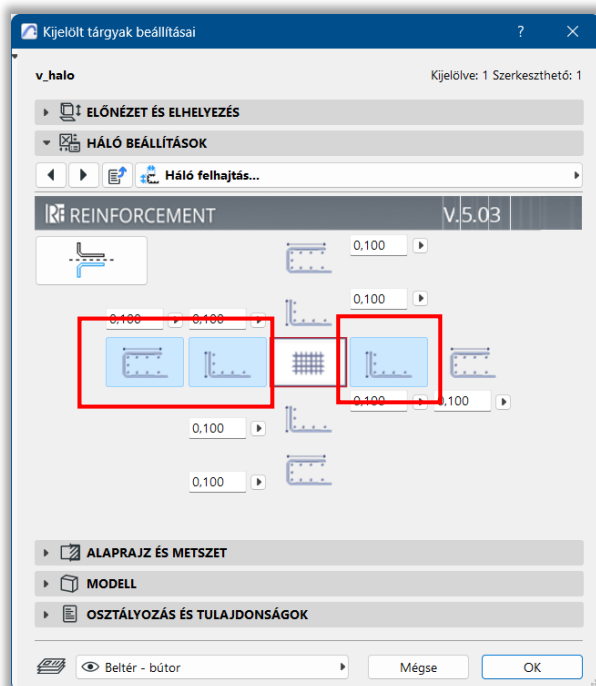 Kijelölt tárgyak beállításai
v_halo Kijelölve: 1 Szerkeszthető: 1
ELŐNÉZET ÉS ELHELYEZÉS
HÁLÓ BEÁLLÍTÁSOK
Háló felhajtás...
REINFORCEMENT V.5.03
0,100
0,100
0,100 0,100
0,100 0,100
0,100
0,100
ALAPRAJZ ÉS METSZET
MODELL
OSZTÁLYOZÁS ÉS TULAJDONSÁGOK
Beltér - bútor Mégse OK